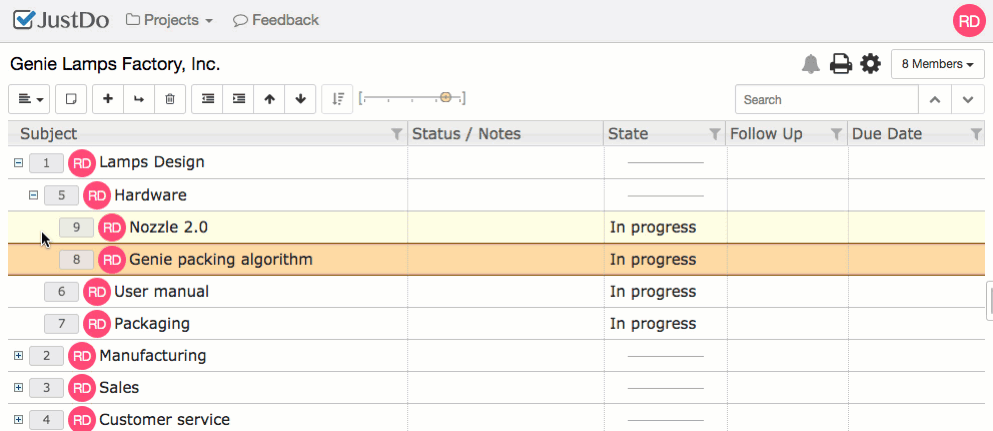 JustDo Projects Feedback RD
Genie Lamps Factory, Inc. 8 Members
Search
Subject Status / Notes State Follow Up Due Date
1 RD Lamps Design
5 RD Hardware
9 RD Nozzle 2.0 In progress
8 RD Genie packing algorithm In progress
6 RD User manual In progress
7 RD Packaging In progress
2 RD Manufacturing
3 RD Sales
4 RD Customer service